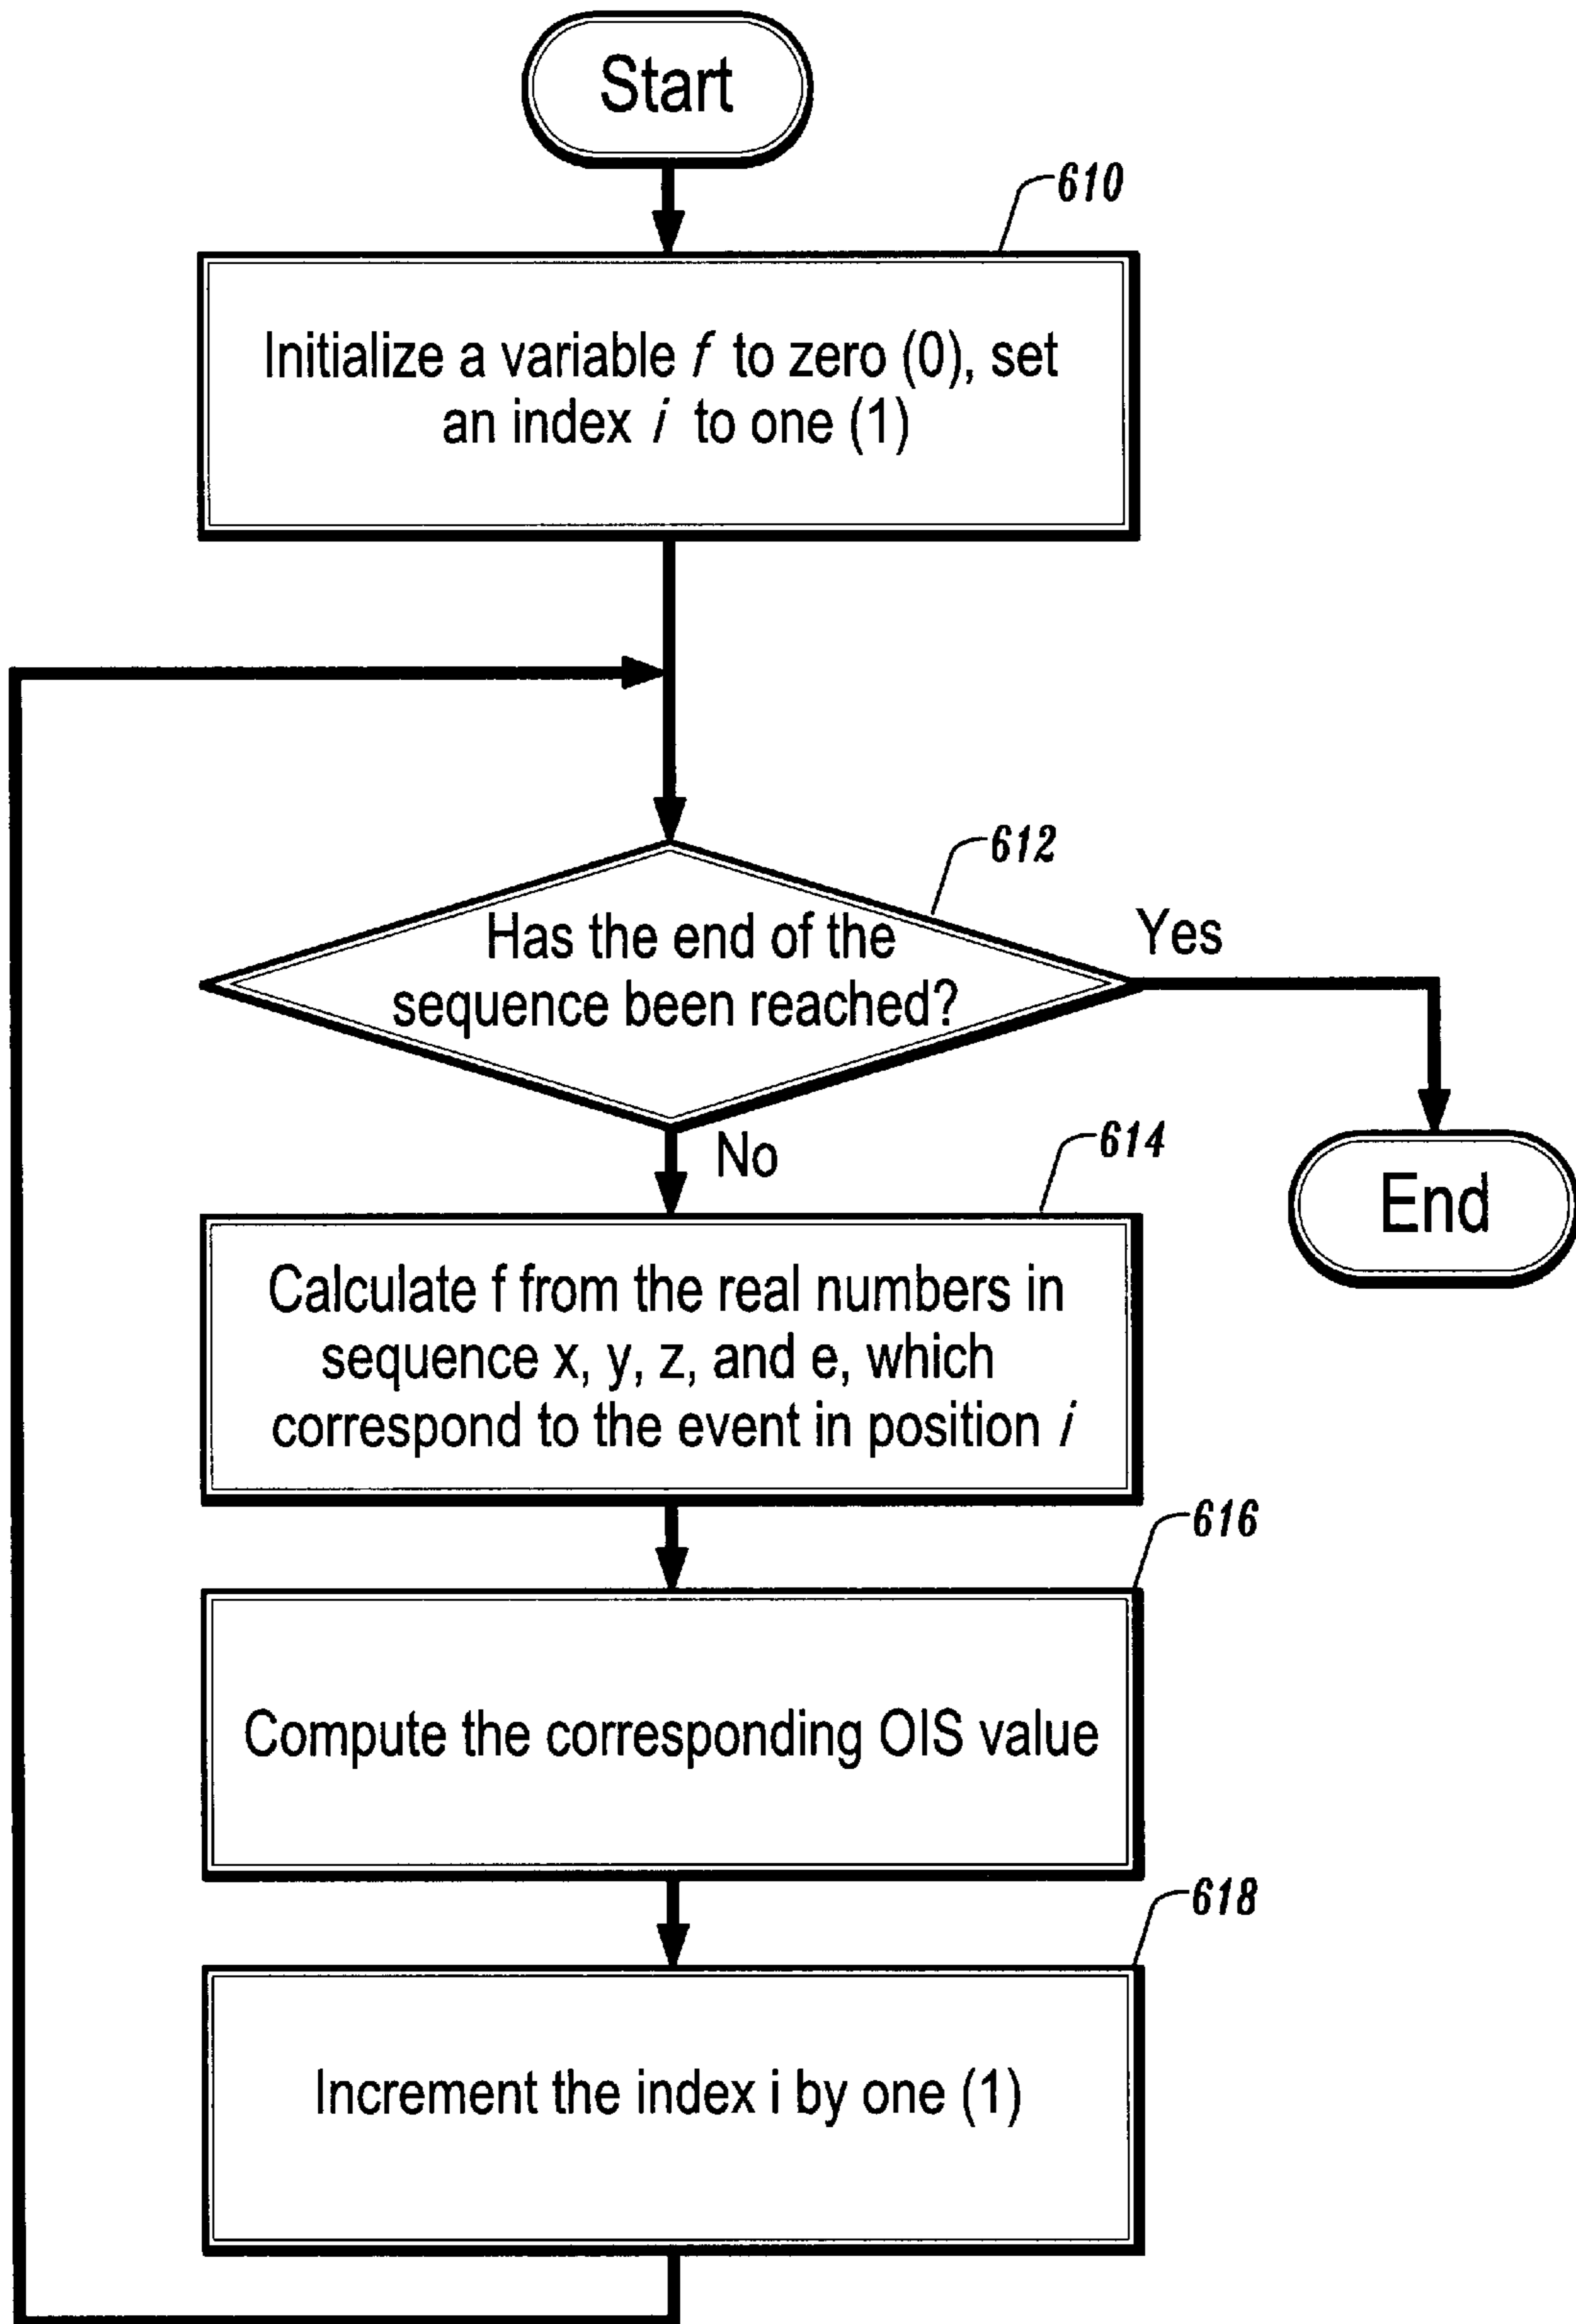 Start
610
Initialize a variable f to zero (0), set
an index i to one (1)
612
Has the end of the
sequence been reached?
Yes
No
End
614
Calculate f from the real numbers in
sequence x, y, z, and e, which
correspond to the event in position i
616
Compute the corresponding OIS value
618
Increment the index i by one (1)